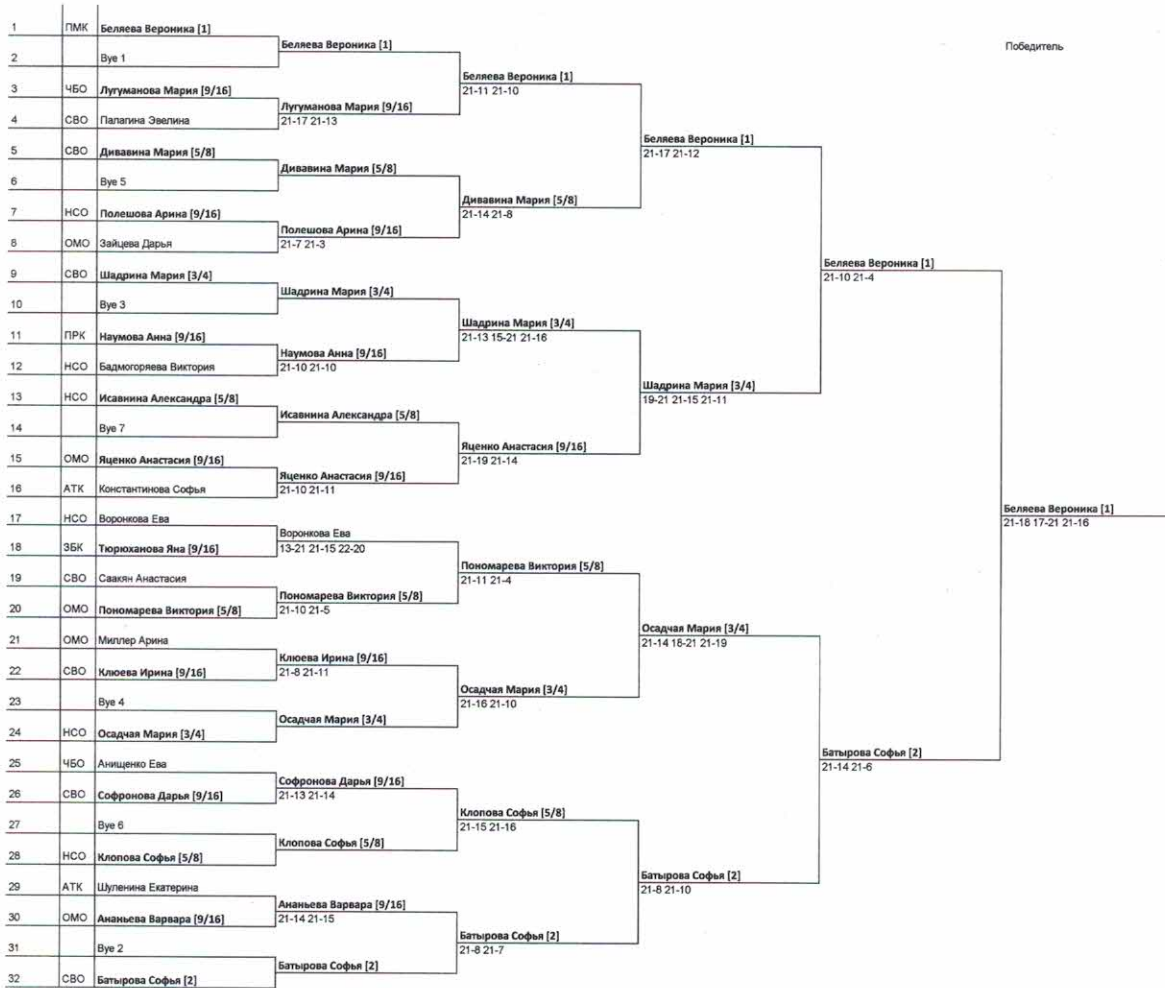 1 ПМК Беляева Вероника [1]
2 Bye 1
3 ЧБО Лугуманова Мария [9/16]
4 СВО Палагина Эвелина
5 СВО Дивавина Мария [5/8]
6 Bye 5
7 НСО Полешова Арина [9/16]
8 ОМО Зайцева Дарья
9 СВО Шадрина Мария [3/4]
10 Bye 3
11 ПРК Наумова Анна [9/16]
12 НСО Бадмогоряева Виктория
13 НСО Исавнина Александра [5/8]
14 Bye 7
15 ОМО Яценко Анастасия [9/16]
16 АТК Константинова Софья
17 НСО Воронкова Ева
18 ЗБК Тюрюханова Яна [9/16]
19 СВО Саакян Анастасия
20 ОМО Пономарева Виктория [5/8]
21 ОМО Миллер Арина
22 СВО Клюева Ирина [9/16]
23 Bye 4
24 НСО Осадчая Мария [3/4]
25 ЧБО Анищенко Ева
26 СВО Софронова Дарья [9/16]
27 Bye 6
28 НСО Клопова Софья [5/8]
29 АТК Шуленина Екатерина
30 ОМО Ананьева Варвара [9/16]
31 Bye 2
32 СВО Батырова Софья [2]
Беляева Вероника [1]
Лугуманова Мария [9/16]
21-17 21-13
Дивавина Мария [5/8]
Полешова Арина [9/16]
21-7 21-3
Шадрина Мария [3/4]
Наумова Анна [9/16]
21-10 21-10
Исавнина Александра [5/8]
Яценко Анастасия [9/16]
21-10 21-11
Воронкова Ева
13-21 21-15 22-20
Пономарева Виктория [5/8]
21-10 21-5
Клюева Ирина [9/16]
21-8 21-11
Осадчая Мария [3/4]
Софронова Дарья [9/16]
21-13 21-14
Клопова Софья [5/8]
Ананьева Варвара [9/16]
21-14 21-15
Батырова Софья [2]
Беляева Вероника [1]
21-11 21-10
Дивавина Мария [5/8]
21-14 21-8
Шадрина Мария [3/4]
21-13 15-21 21-16
Яценко Анастасия [9/16]
21-19 21-14
Пономарева Виктория [5/8]
21-11 21-4
Осадчая Мария [3/4]
21-16 21-10
Клопова Софья [5/8]
21-15 21-16
Батырова Софья [2]
21-8 21-7
Беляева Вероника [1]
21-17 21-12
Шадрина Мария [3/4]
19-21 21-15 21-11
Осадчая Мария [3/4]
21-14 18-21 21-19
Батырова Софья [2]
21-8 21-10
Беляева Вероника [1]
21-10 21-4
Батырова Софья [2]
21-14 21-6
Победитель
Беляева Вероника [1]
21-18 17-21 21-16